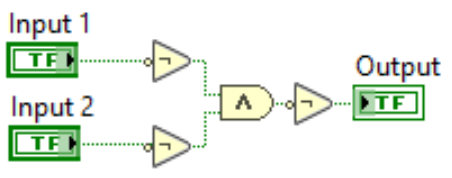 Input 1
TF
¬
Output
Λ
¬
TF
Input 2
TF
¬